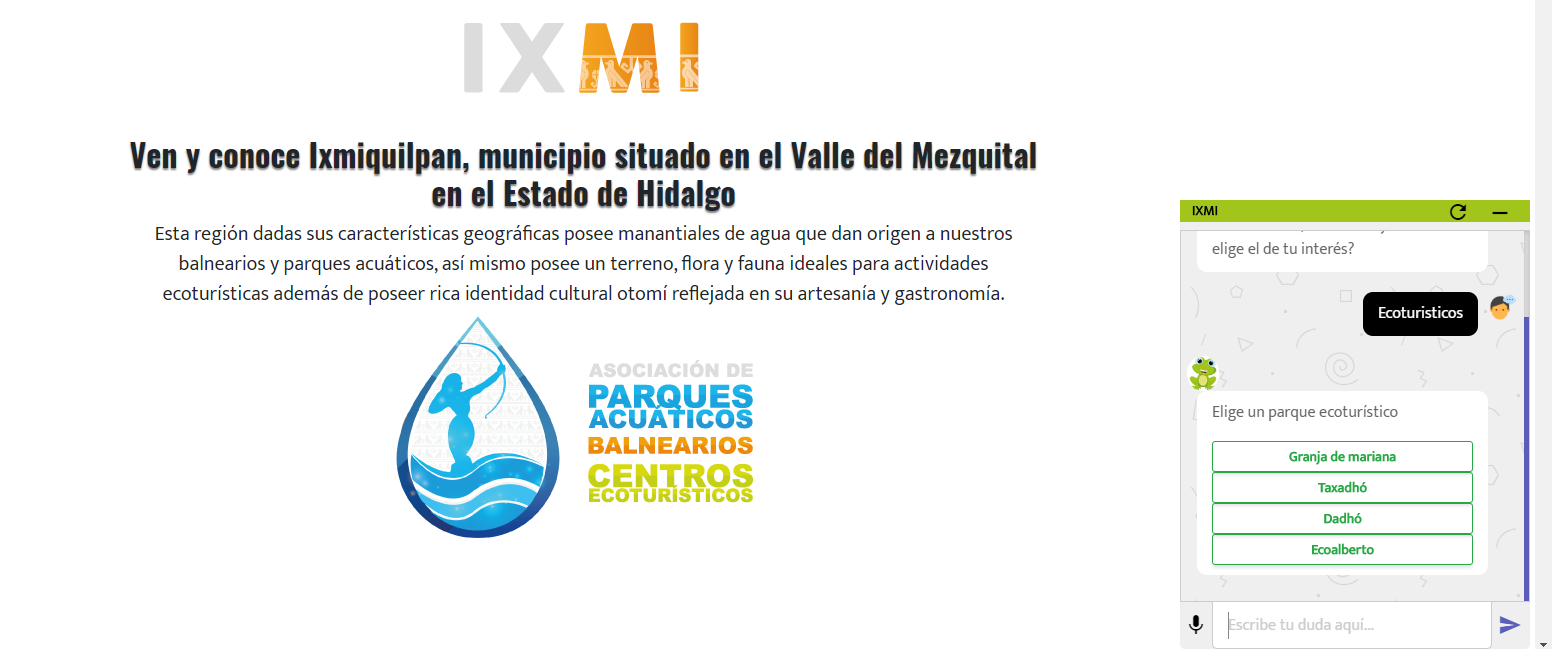 IXMI
Ven y conoce Ixmiquilpan, municipio situado en el Valle del Mezquital
en el Estado de Hidalgo
Esta región dadas sus características geográficas posee manantiales de agua que dan origen a nuestros
balnearios y parques acuáticos, así mismo posee un terreno, flora y fauna ideales para actividades
ecoturísticas además de poseer rica identidad cultural otomí reflejada en su artesanía y gastronomía.
ASOCIACIÓN DE
PARQUES
ACUÁTICOS
BALNEARIOS
CENTROS
ECOTURÍSTICOS
IXMI
elige el de tu interés?
Ecoturisticos
Elige un parque ecoturístico
Granja de mariana
Taxadhó
Dadhó
Ecoalberto
Escribe tu duda aquí...